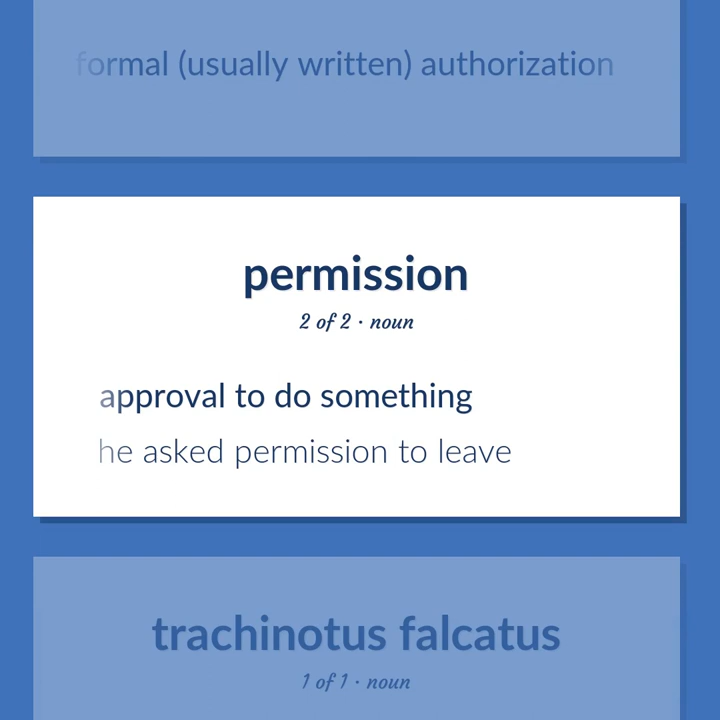 formal (usually written) authorization
permission
2 of 2 · noun
approval to do something
he asked permission to leave
trachinotus falcatus
1 of 1 · noun